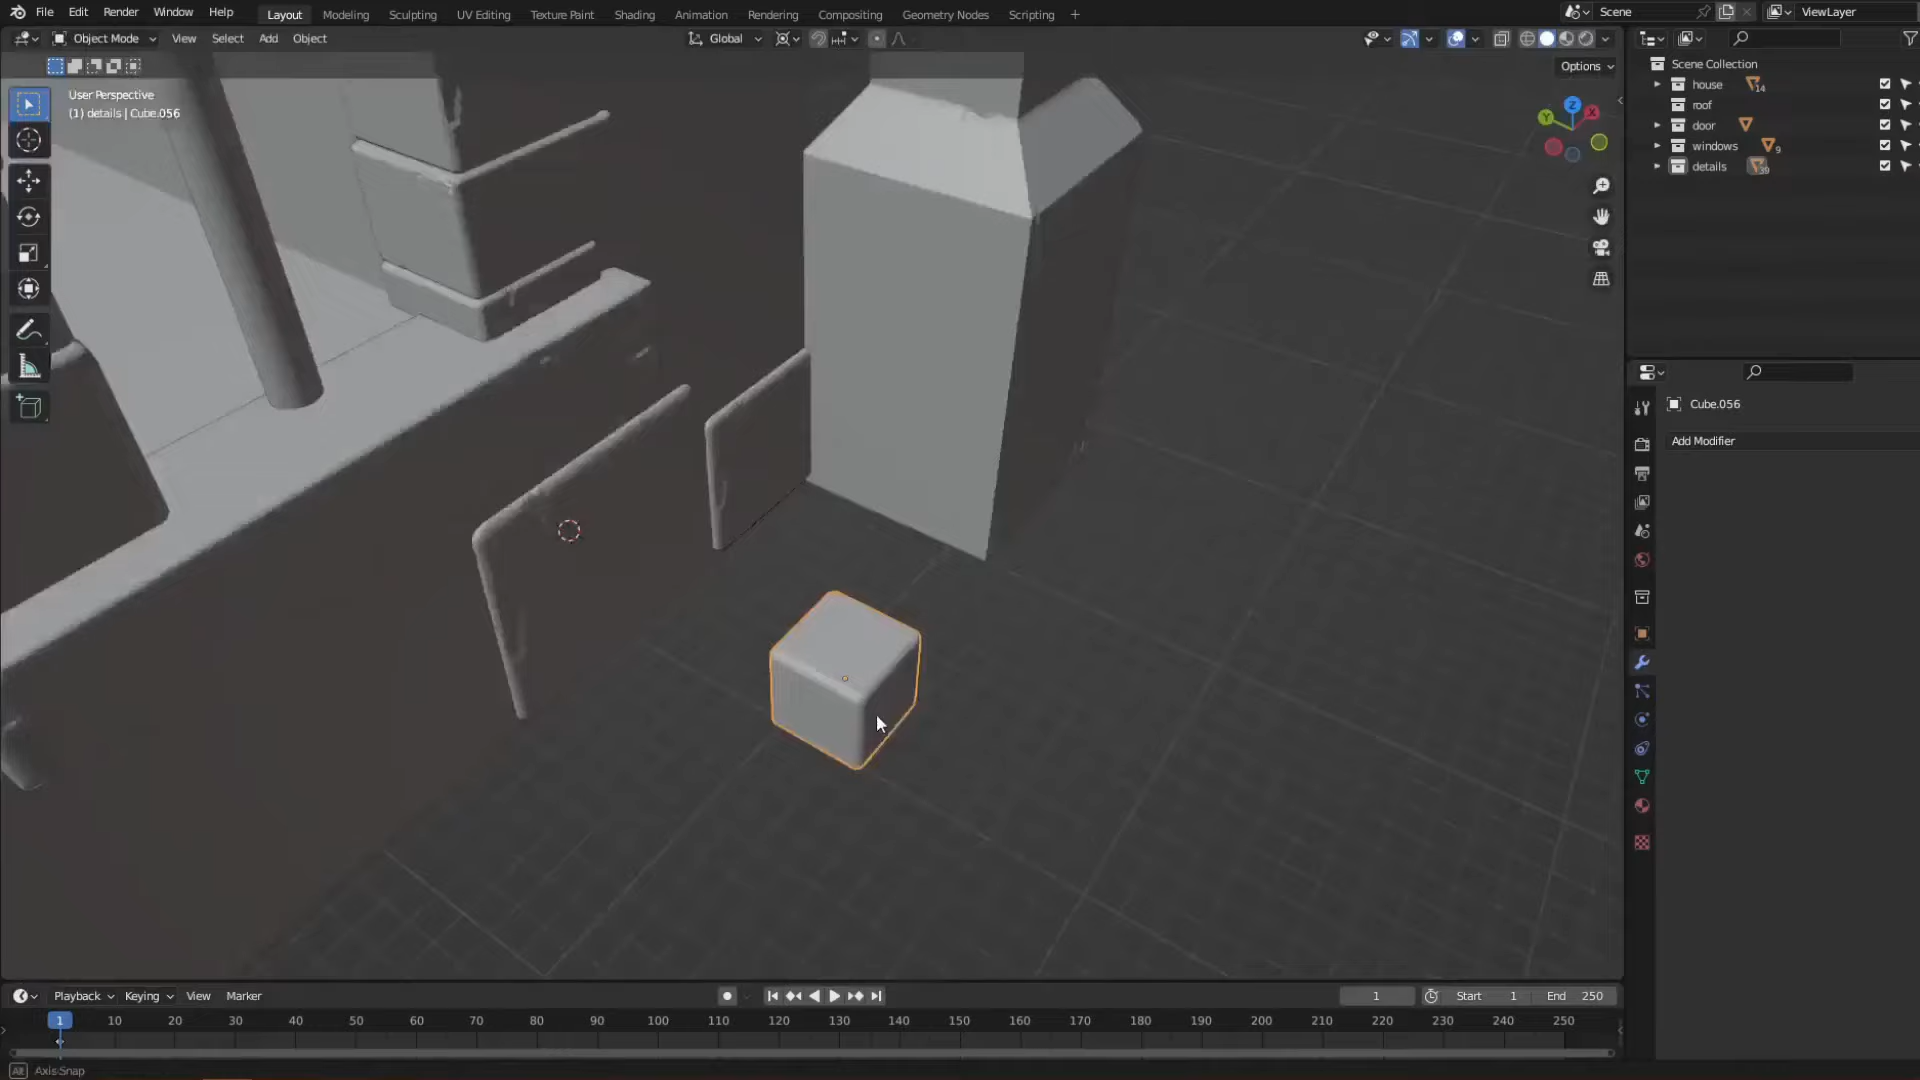 File Edit Render Window Help Layout Modeling Sculpting UV Editing Texture Paint Shading Animation Rendering Compositing Geometry Nodes Scripting + Scene ViewLayer
Object Mode View Select Add Object Global
Options
User Perspective
(1) details | Cube.056
Z
Y
X
Scene Collection
house 14
roof
door
windows 9
details 39
Cube.056
Add Modifier
Playback Keying View Marker 1 Start 1 End 250
1 10 20 30 40 50 60 70 80 90 100 110 120 130 140 150 160 170 180 190 200 210 220 230 240 250
Alt Axis Snap